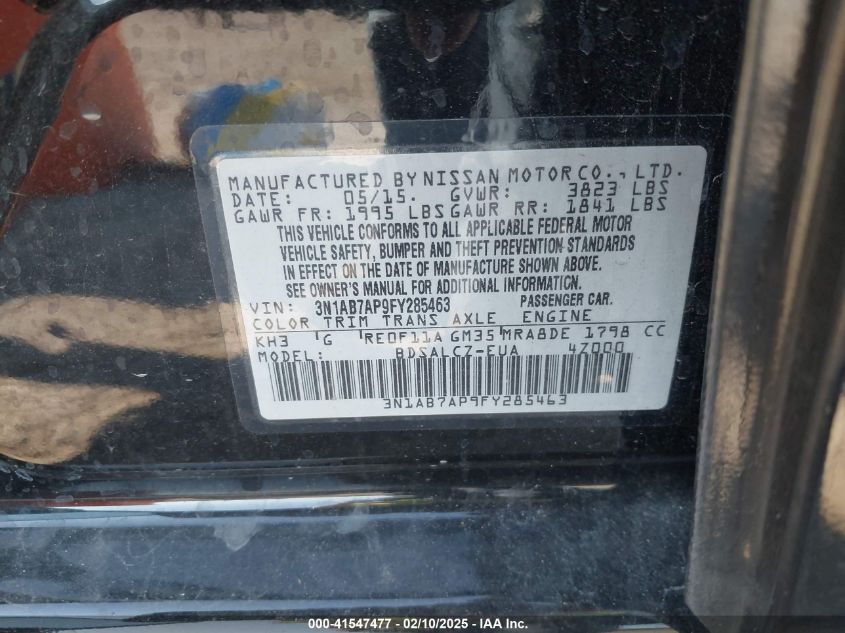 MANUFACTURED BY NISSAN MOTOR CO., LTD.
DATE: 05/15. GVWR: 3823 LBS
GAWR FR: 1995 LBS GAWR RR: 1841 LBS
THIS VEHICLE CONFORMS TO ALL APPLICABLE FEDERAL MOTOR
VEHICLE SAFETY, BUMPER AND THEFT PREVENTION STANDARDS
IN EFFECT ON THE DATE OF MANUFACTURE SHOWN ABOVE.
SEE OWNER'S MANUAL FOR ADDITIONAL INFORMATION.
VIN: 3N1AB7AP9FY285463 PASSENGER CAR.
COLOR TRIM TRANS AXLE ENGINE
KH3 G RE0F11A GM35 MRA8DE 1798 CC
MODEL: BDSALCZ-EUA 4Z000
3N1AB7AP9FY285463
000-41547477 - 02/10/2025 - IAA Inc.